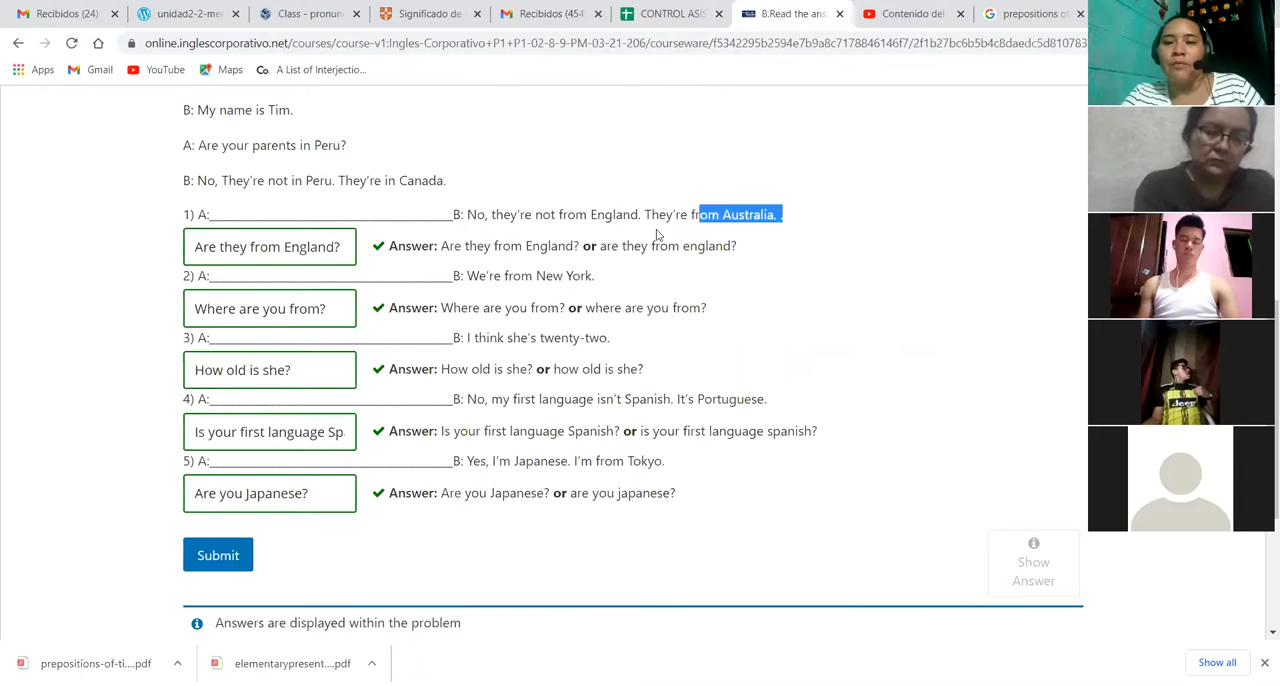 Recibidos (24)
unidad2-2-mer
Class - pronun
Significado de
Recibidos (454
CONTROL ASIS
B.Read the ans
Contenido del
prepositions of
online.inglescorporativo.net/courses/course-v1:Ingles-Corporativo+P1+P1-02-8-9-PM-03-21-206/courseware/f5342295b2594e7b9a8c7178846146f7/2f1b27bc6b5b4c8daedc5d810783
Apps
Gmail
YouTube
Maps
Co. A List of Interjectio...
B: My name is Tim.
A: Are your parents in Peru?
B: No, They're not in Peru. They're in Canada.
1) A:_________________________________B: No, they're not from England. They're from Australia. .
Are they from England?
Answer: Are they from England? or are they from england?
2) A:_________________________________B: We're from New York.
Where are you from?
Answer: Where are you from? or where are you from?
3) A:_________________________________B: I think she's twenty-two.
How old is she?
Answer: How old is she? or how old is she?
4) A:_________________________________B: No, my first language isn't Spanish. It's Portuguese.
Is your first language Sp
Answer: Is your first language Spanish? or is your first language spanish?
5) A:_________________________________B: Yes, I'm Japanese. I'm from Tokyo.
Are you Japanese?
Answer: Are you Japanese? or are you japanese?
Submit
Show
Answer
Answers are displayed within the problem
prepositions-of-ti....pdf
elementarypresent....pdf
Show all
Jeep